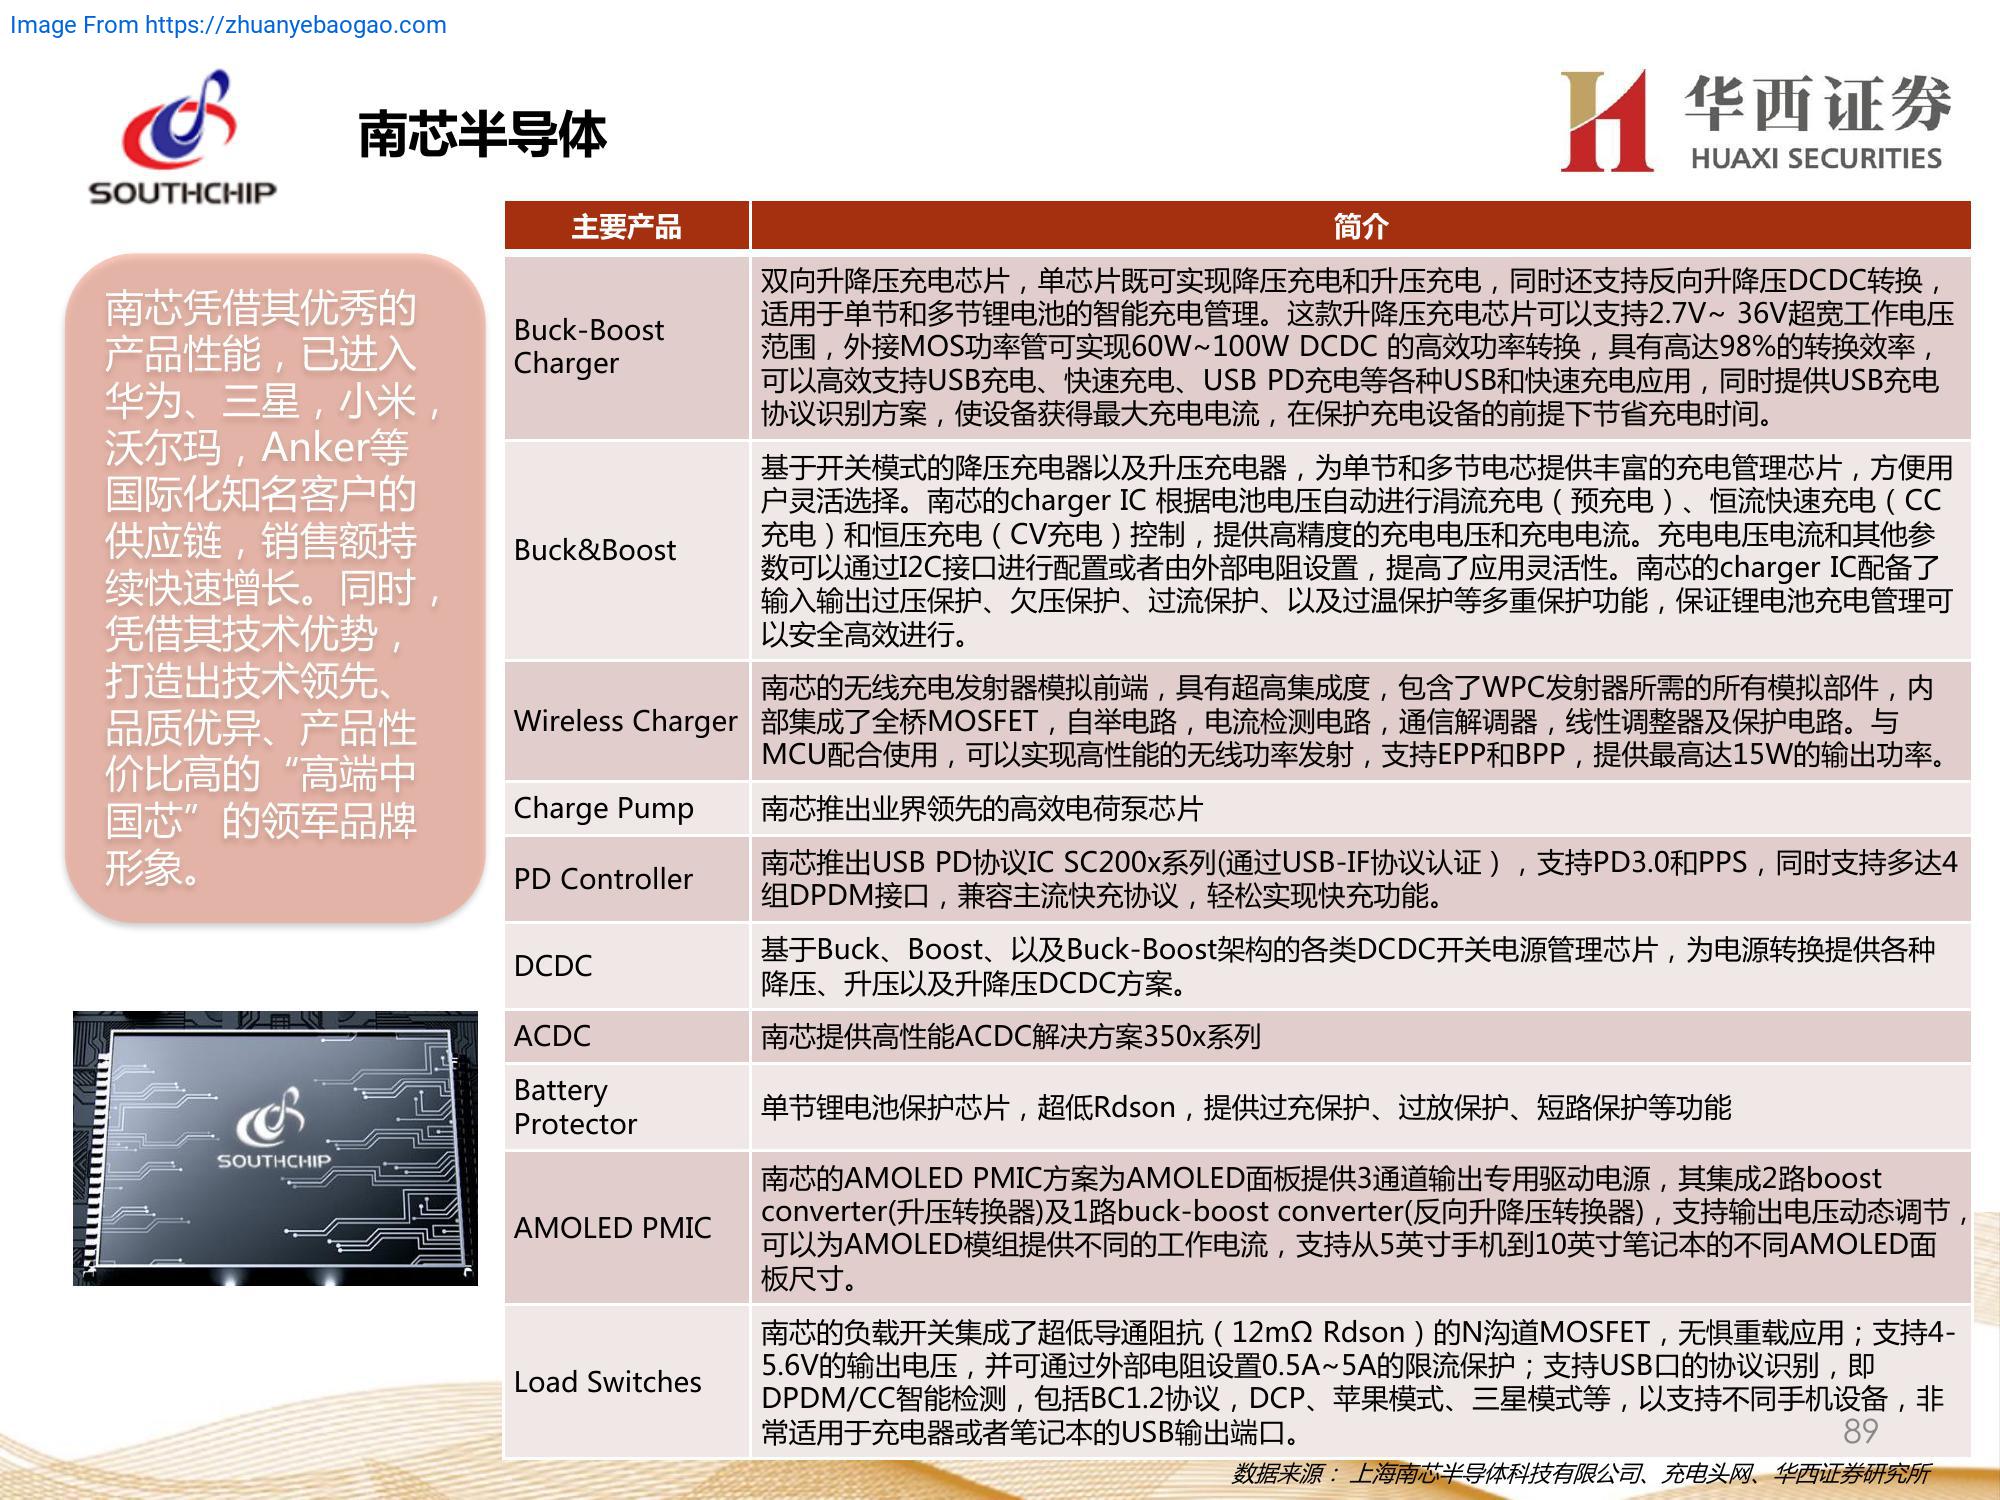 Image From https://zhuanyebaogao.com
SOUTHCHIP
南芯半导体
华西证券
HUAXI SECURITIES
南芯凭借其优秀的
产品性能，已进入
华为、三星，小米，
沃尔玛，Anker等
国际化知名客户的
供应链，销售额持
续快速增长。同时，
凭借其技术优势，
打造出技术领先、
品质优异、产品性
价比高的“高端中
国芯”的领军品牌
形象。
SOUTHCHIP
主要产品
简介
Buck-Boost
Charger
双向升降压充电芯片，单芯片既可实现降压充电和升压充电，同时还支持反向升降压DCDC转换，
适用于单节和多节锂电池的智能充电管理。这款升降压充电芯片可以支持2.7V~ 36V超宽工作电压
范围，外接MOS功率管可实现60W~100W DCDC 的高效功率转换，具有高达98%的转换效率，
可以高效支持USB充电、快速充电、USB PD充电等各种USB和快速充电应用，同时提供USB充电
协议识别方案，使设备获得最大充电电流，在保护充电设备的前提下节省充电时间。
Buck&Boost
基于开关模式的降压充电器以及升压充电器，为单节和多节电芯提供丰富的充电管理芯片，方便用
户灵活选择。南芯的charger IC 根据电池电压自动进行涓流充电（预充电）、恒流快速充电（CC
充电）和恒压充电（CV充电）控制，提供高精度的充电电压和充电电流。充电电压电流和其他参
数可以通过I2C接口进行配置或者由外部电阻设置，提高了应用灵活性。南芯的charger IC配备了
输入输出过压保护、欠压保护、过流保护、以及过温保护等多重保护功能，保证锂电池充电管理可
以安全高效进行。
Wireless Charger
南芯的无线充电发射器模拟前端，具有超高集成度，包含了WPC发射器所需的所有模拟部件，内
部集成了全桥MOSFET，自举电路，电流检测电路，通信解调器，线性调整器及保护电路。与
MCU配合使用，可以实现高性能的无线功率发射，支持EPP和BPP，提供最高达15W的输出功率。
Charge Pump
南芯推出业界领先的高效电荷泵芯片
PD Controller
南芯推出USB PD协议IC SC200x系列(通过USB-IF协议认证），支持PD3.0和PPS，同时支持多达4
组DPDM接口，兼容主流快充协议，轻松实现快充功能。
DCDC
基于Buck、Boost、以及Buck-Boost架构的各类DCDC开关电源管理芯片，为电源转换提供各种
降压、升压以及升降压DCDC方案。
ACDC
南芯提供高性能ACDC解决方案350x系列
Battery
Protector
单节锂电池保护芯片，超低Rdson，提供过充保护、过放保护、短路保护等功能
AMOLED PMIC
南芯的AMOLED PMIC方案为AMOLED面板提供3通道输出专用驱动电源，其集成2路boost
converter(升压转换器)及1路buck-boost converter(反向升降压转换器)，支持输出电压动态调节，
可以为AMOLED模组提供不同的工作电流，支持从5英寸手机到10英寸笔记本的不同AMOLED面
板尺寸。
Load Switches
南芯的负载开关集成了超低导通阻抗（12mΩ Rdson）的N沟道MOSFET，无惧重载应用；支持4-
5.6V的输出电压，并可通过外部电阻设置0.5A~5A的限流保护；支持USB口的协议识别，即
DPDM/CC智能检测，包括BC1.2协议，DCP、苹果模式、三星模式等，以支持不同手机设备，非
常适用于充电器或者笔记本的USB输出端口。
89
数据来源：上海南芯半导体科技有限公司、充电头网、华西证券研究所